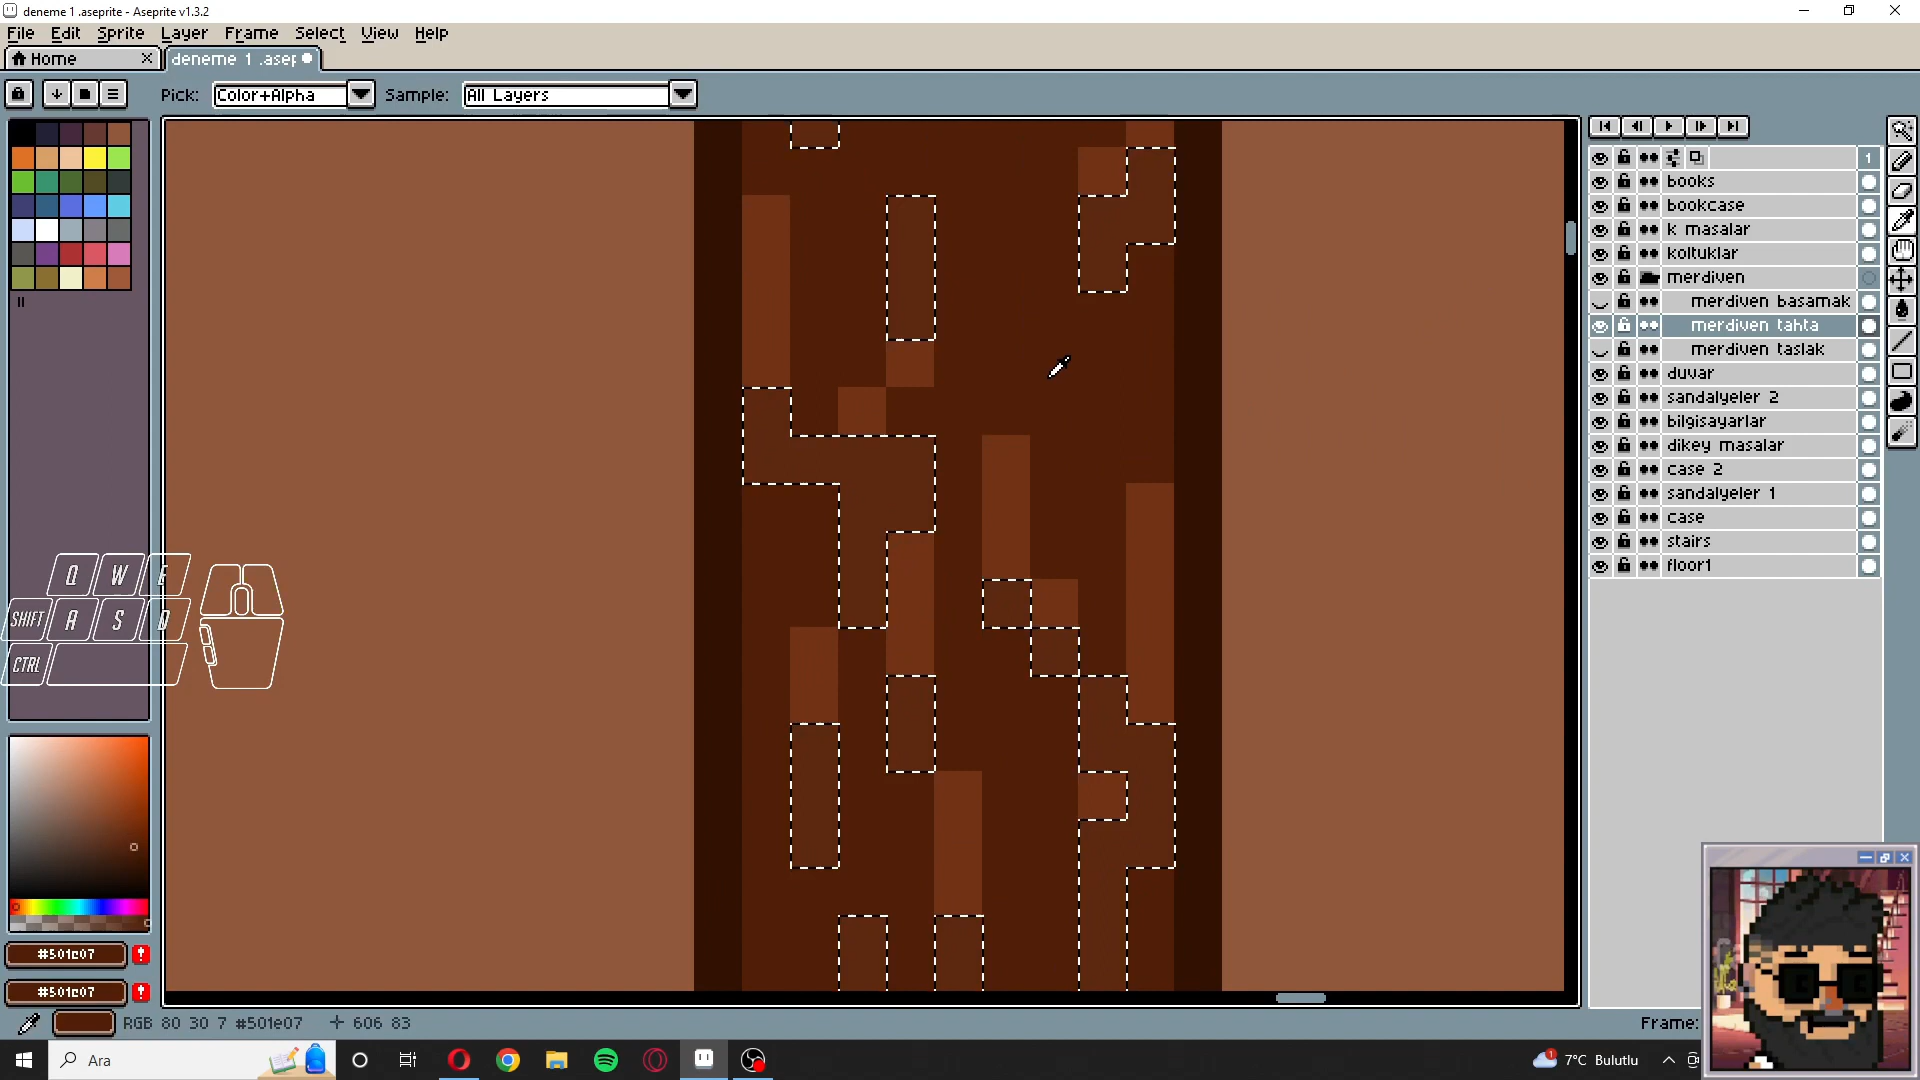 deneme 1 .aseprite - Aseprite v1.3.2
File Edit Sprite Layer Frame Select View Help
Home deneme 1 .asep
Pick: Color+Alpha Sample: All Layers
1
books
bookcase
k masalar
koltuklar
merdiven
merdiven basamak
merdiven tahta
merdiven taslak
duvar
sandalyeler 2
bilgisayarlar
dikey masalar
case 2
sandalyeler 1
case
stairs
floor1
Q W E
SHIFT A S D
CTRL
#501e07
#501e07
RGB 80 30 7 #501e07 606 83
Frame:
Ara
1
7°C Bulutlu